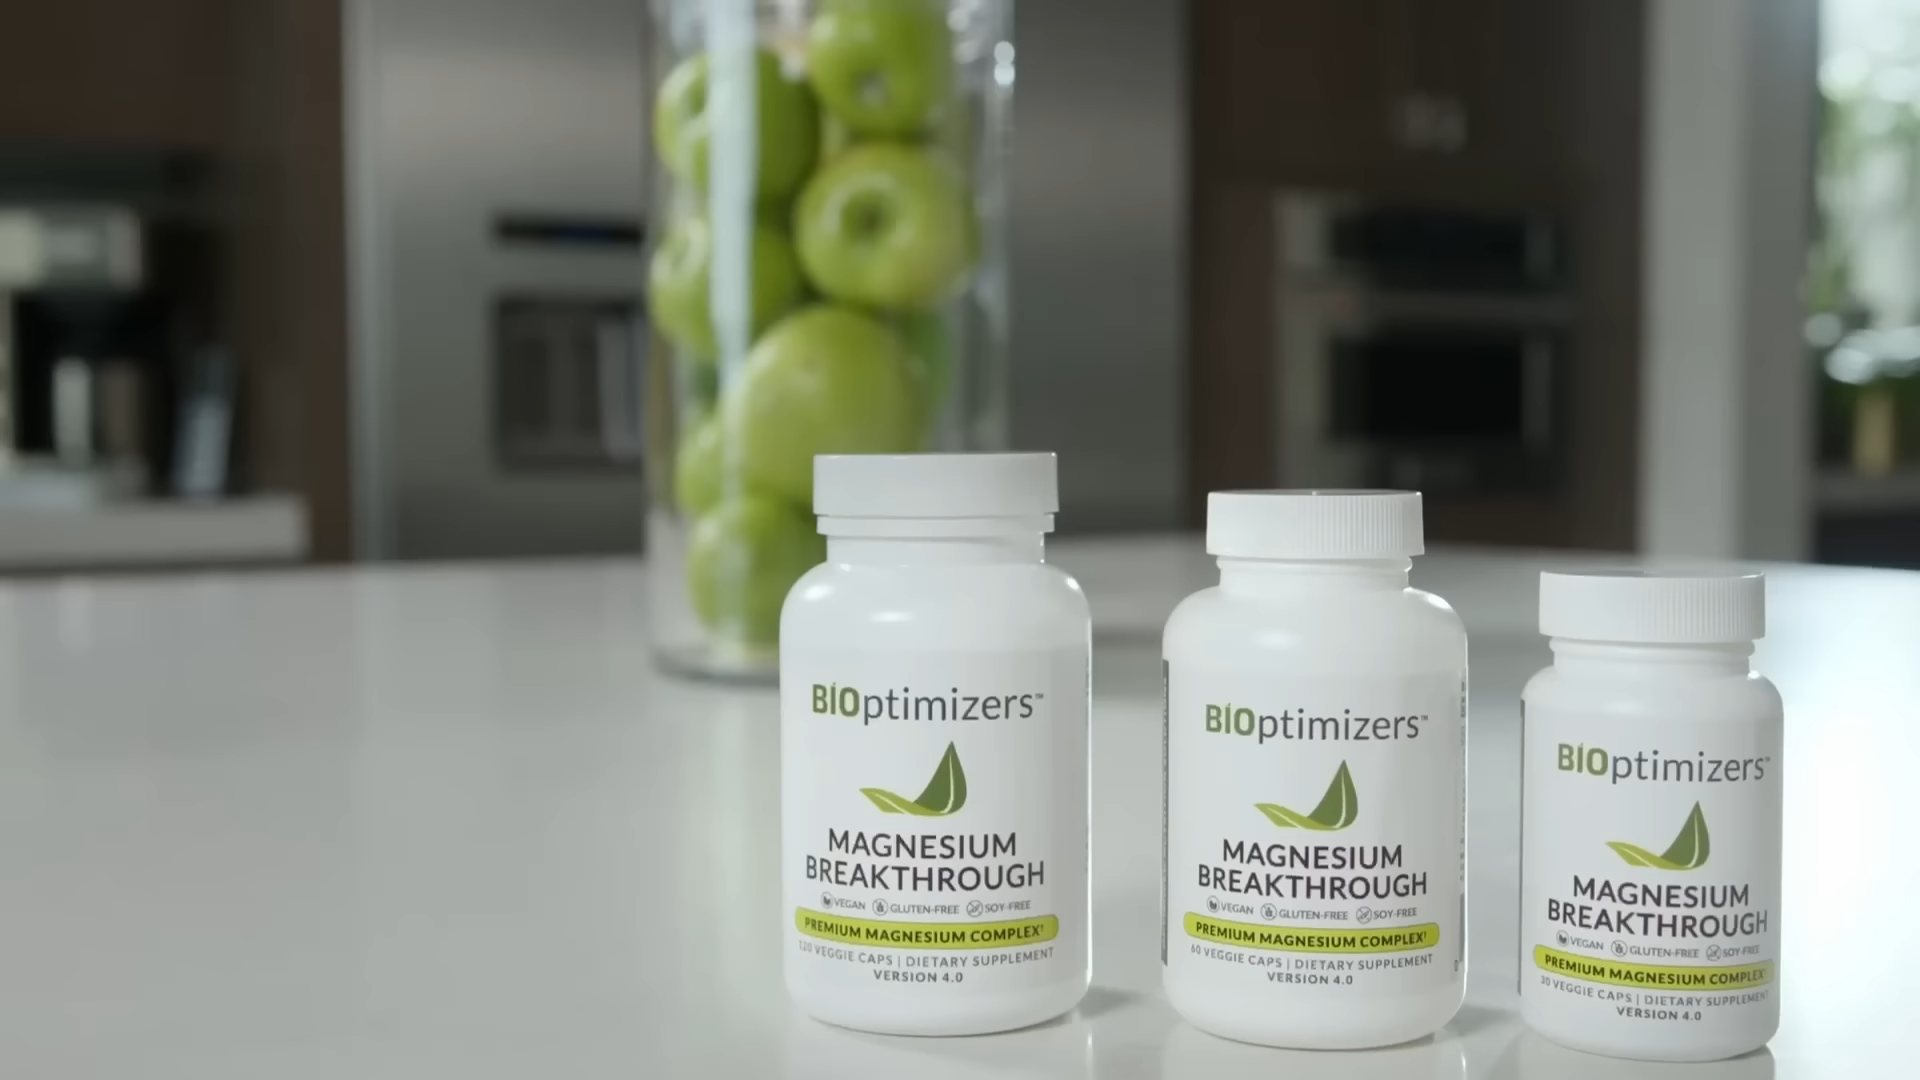 BiOptimizers™
MAGNESIUM
BREAKTHROUGH
VEGAN GLUTEN-FREE SOY-FREE
PREMIUM MAGNESIUM COMPLEX†
120 VEGGIE CAPS | DIETARY SUPPLEMENT
VERSION 4.0
BiOptimizers™
MAGNESIUM
BREAKTHROUGH
VEGAN GLUTEN-FREE SOY-FREE
PREMIUM MAGNESIUM COMPLEX†
60 VEGGIE CAPS | DIETARY SUPPLEMENT
VERSION 4.0
BiOptimizers™
MAGNESIUM
BREAKTHROUGH
VEGAN GLUTEN-FREE SOY-FREE
PREMIUM MAGNESIUM COMPLEX†
30 VEGGIE CAPS | DIETARY SUPPLEMENT
VERSION 4.0